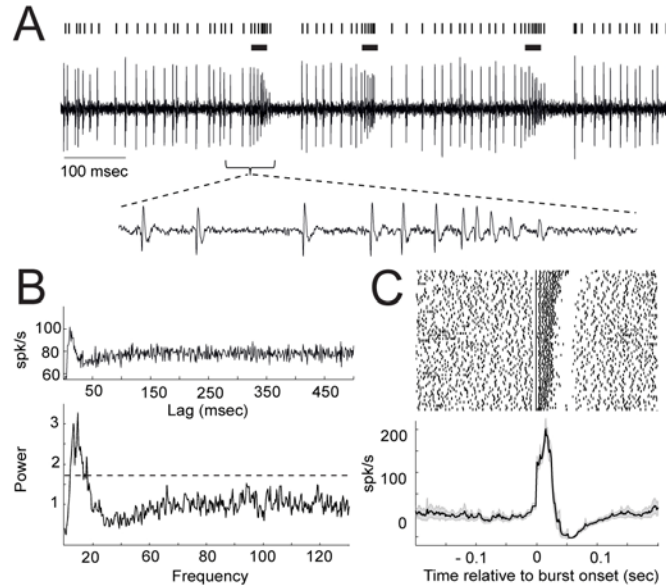 A
100 msec
B
spk/s
100
80
60
50
150
250
350
450
Lag (msec)
Power
3
2
1
20
60
100
120
Frequency
C
spk/s
200
100
0
- 0.1
0
0.1
Time relative to burst onset (sec)